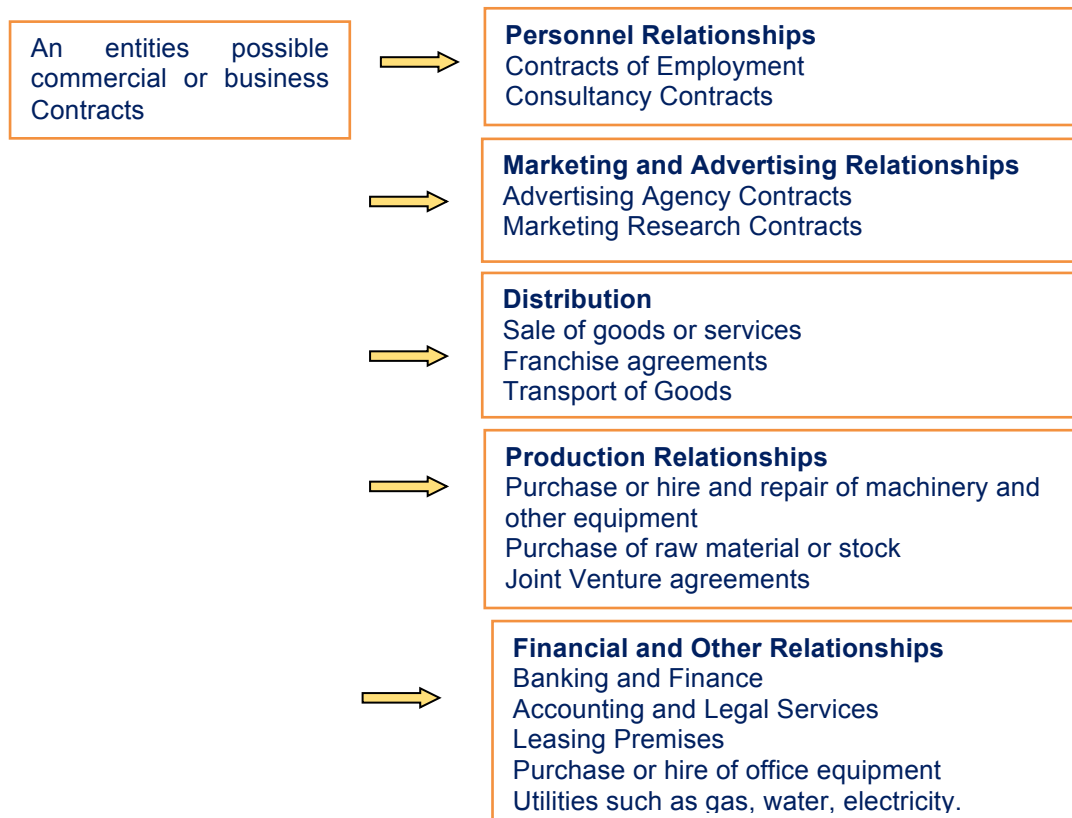 An entities possible
commercial or business
Contracts
Personnel Relationships
Contracts of Employment
Consultancy Contracts
Marketing and Advertising Relationships
Advertising Agency Contracts
Marketing Research Contracts
Distribution
Sale of goods or services
Franchise agreements
Transport of Goods
Production Relationships
Purchase or hire and repair of machinery and
other equipment
Purchase of raw material or stock
Joint Venture agreements
Financial and Other Relationships
Banking and Finance
Accounting and Legal Services
Leasing Premises
Purchase or hire of office equipment
Utilities such as gas, water, electricity.